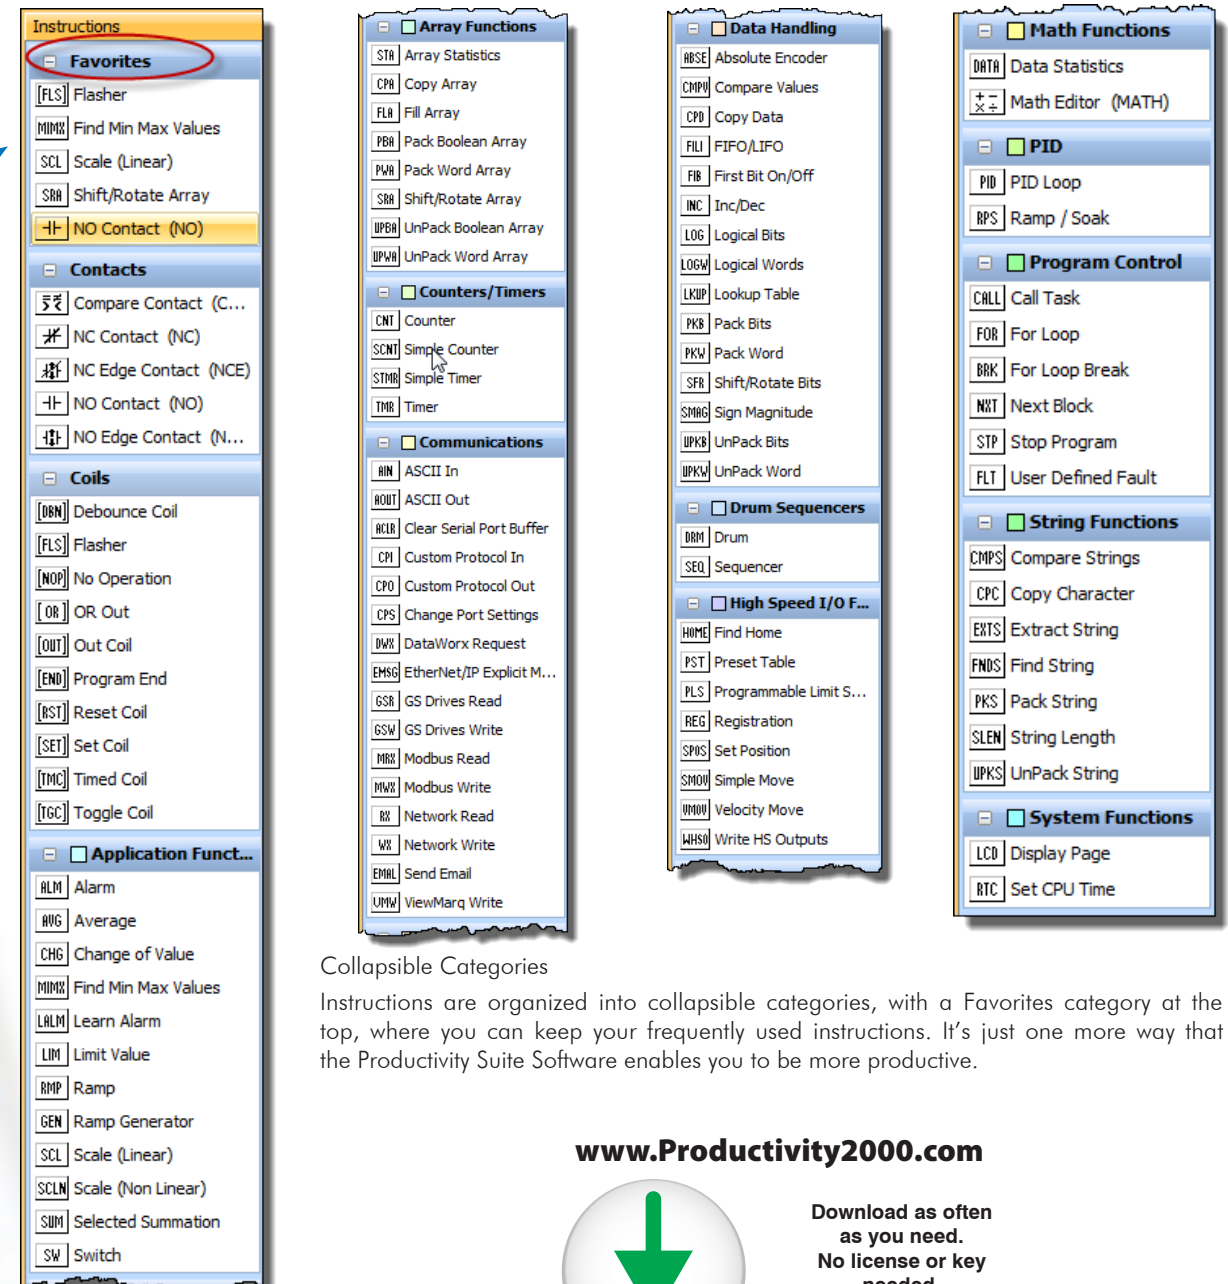 Instructions
Favorites
[FLS] Flasher
MIMX Find Min Max Values
SCL Scale (Linear)
SRA Shift/Rotate Array
NO Contact (NO)
Contacts
Compare Contact (C...
NC Contact (NC)
NC Edge Contact (NCE)
NO Contact (NO)
NO Edge Contact (N...
Coils
[DBN] Debounce Coil
[FLS] Flasher
[NOP] No Operation
[ OR ] OR Out
[OUT] Out Coil
[END] Program End
[RST] Reset Coil
[SET] Set Coil
[TMC] Timed Coil
[TGC] Toggle Coil
Application Funct...
ALM Alarm
AVG Average
CHG Change of Value
MIMX Find Min Max Values
LALM Learn Alarm
LIM Limit Value
RMP Ramp
GEN Ramp Generator
SCL Scale (Linear)
SCLN Scale (Non Linear)
SUM Selected Summation
SW Switch
Array Functions
STA Array Statistics
CPA Copy Array
FLA Fill Array
PBA Pack Boolean Array
PWA Pack Word Array
SRA Shift/Rotate Array
UPBA UnPack Boolean Array
UPWA UnPack Word Array
Counters/Timers
CNT Counter
SCNT Simple Counter
STMR Simple Timer
TMR Timer
Communications
AIN ASCII In
AOUT ASCII Out
ACLR Clear Serial Port Buffer
CPI Custom Protocol In
CPO Custom Protocol Out
CPS Change Port Settings
DWX DataWorx Request
EMSG EtherNet/IP Explicit M...
GSR GS Drives Read
GSW GS Drives Write
MRX Modbus Read
MWX Modbus Write
RX Network Read
WX Network Write
EMAL Send Email
VMW ViewMarq Write
Data Handling
ABSE Absolute Encoder
CMPV Compare Values
CPD Copy Data
FILI FIFO/LIFO
FIB First Bit On/Off
INC Inc/Dec
LOG Logical Bits
LOGW Logical Words
LKUP Lookup Table
PKB Pack Bits
PKW Pack Word
SFR Shift/Rotate Bits
SMAG Sign Magnitude
UPKB UnPack Bits
UPKW UnPack Word
Drum Sequencers
DRM Drum
SEQ Sequencer
High Speed I/O F...
HOME Find Home
PST Preset Table
PLS Programmable Limit S...
REG Registration
SPOS Set Position
SMOV Simple Move
VMOV Velocity Move
WHSO Write HS Outputs
Math Functions
DATA Data Statistics
Math Editor (MATH)
PID
PID PID Loop
RPS Ramp / Soak
Program Control
CALL Call Task
FOR For Loop
BRK For Loop Break
NXT Next Block
STP Stop Program
FLT User Defined Fault
String Functions
CMPS Compare Strings
CPC Copy Character
EXTS Extract String
FNDS Find String
PKS Pack String
SLEN String Length
UPKS UnPack String
System Functions
LCD Display Page
RTC Set CPU Time
Collapsible Categories
Instructions are organized into collapsible categories, with a Favorites category at the
top, where you can keep your frequently used instructions. It's just one more way that
the Productivity Suite Software enables you to be more productive.
www.Productivity2000.com
Download as often
as you need.
No license or key
needed